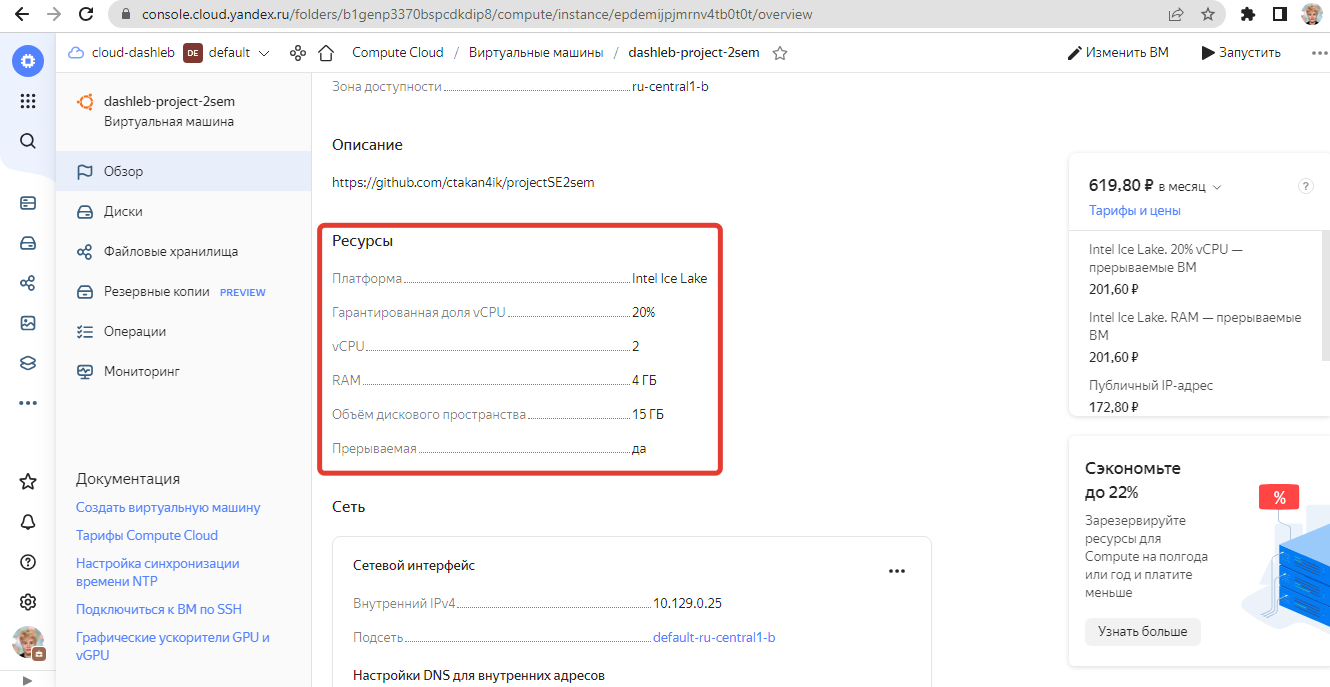 console.cloud.yandex.ru/folders/b1genp3370bspcdkdip8/compute/instance/epdemijpjmrnv4tb0t0t/overview
cloud-dashleb DE default Compute Cloud / Виртуальные машины / dashleb-project-2sem Изменить ВМ Запустить
dashleb-project-2sem
Виртуальная машина
Обзор
Диски
Файловые хранилища
Резервные копии PREVIEW
Операции
Мониторинг
Документация
Создать виртуальную машину
Тарифы Compute Cloud
Настройка синхронизации
времени NTP
Подключиться к ВМ по SSH
Графические ускорители GPU и
vGPU
Зона доступности ru-central1-b
Описание
https://github.com/ctakan4ik/projectSE2sem
Ресурсы
Платформа Intel Ice Lake
Гарантированная доля vCPU 20%
vCPU 2
RAM 4 ГБ
Объём дискового пространства 15 ГБ
Прерываемая да
Сеть
Сетевой интерфейс
Внутренний IPv4 10.129.0.25
Подсеть default-ru-central1-b
Настройки DNS для внутренних адресов
619,80 ₽ в месяц ?
Тарифы и цены
Intel Ice Lake. 20% vCPU —
прерываемые ВМ
201,60 ₽
Intel Ice Lake. RAM — прерываемые
ВМ
201,60 ₽
Публичный IP-адрес
172,80 ₽
Сэкономьте
до 22%
%
Зарезервируйте
ресурсы для
Compute на полгода
или год и платите
меньше
Узнать больше